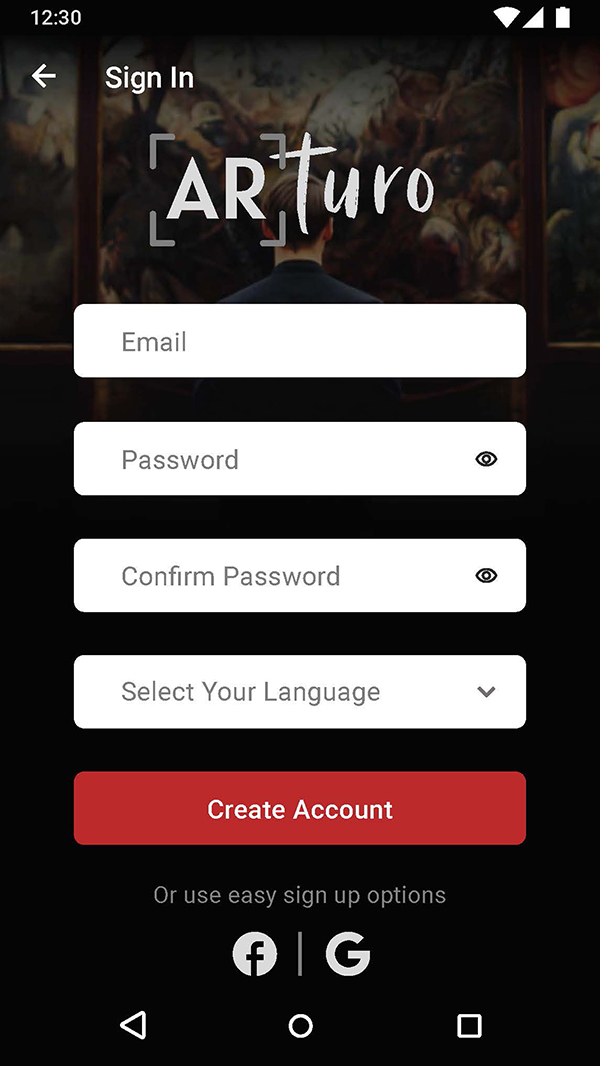 12:30
Sign In
ARturo
Email
Password
Confirm Password
Select Your Language
Create Account
Or use easy sign up options
f | G